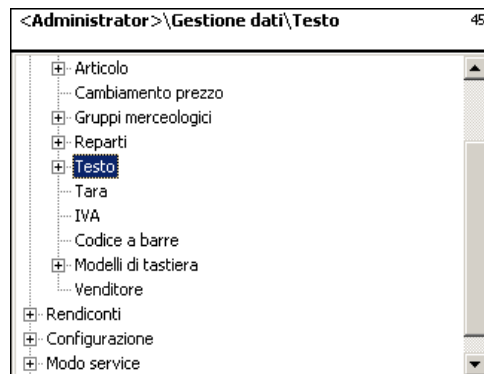 <Administrator>\Gestione dati\Testo 45
Articolo
Cambiamento prezzo
Gruppi merceologici
Reparti
Testo
Tara
IVA
Codice a barre
Modelli di tastiera
Venditore
Rendiconti
Configurazione
Modo service